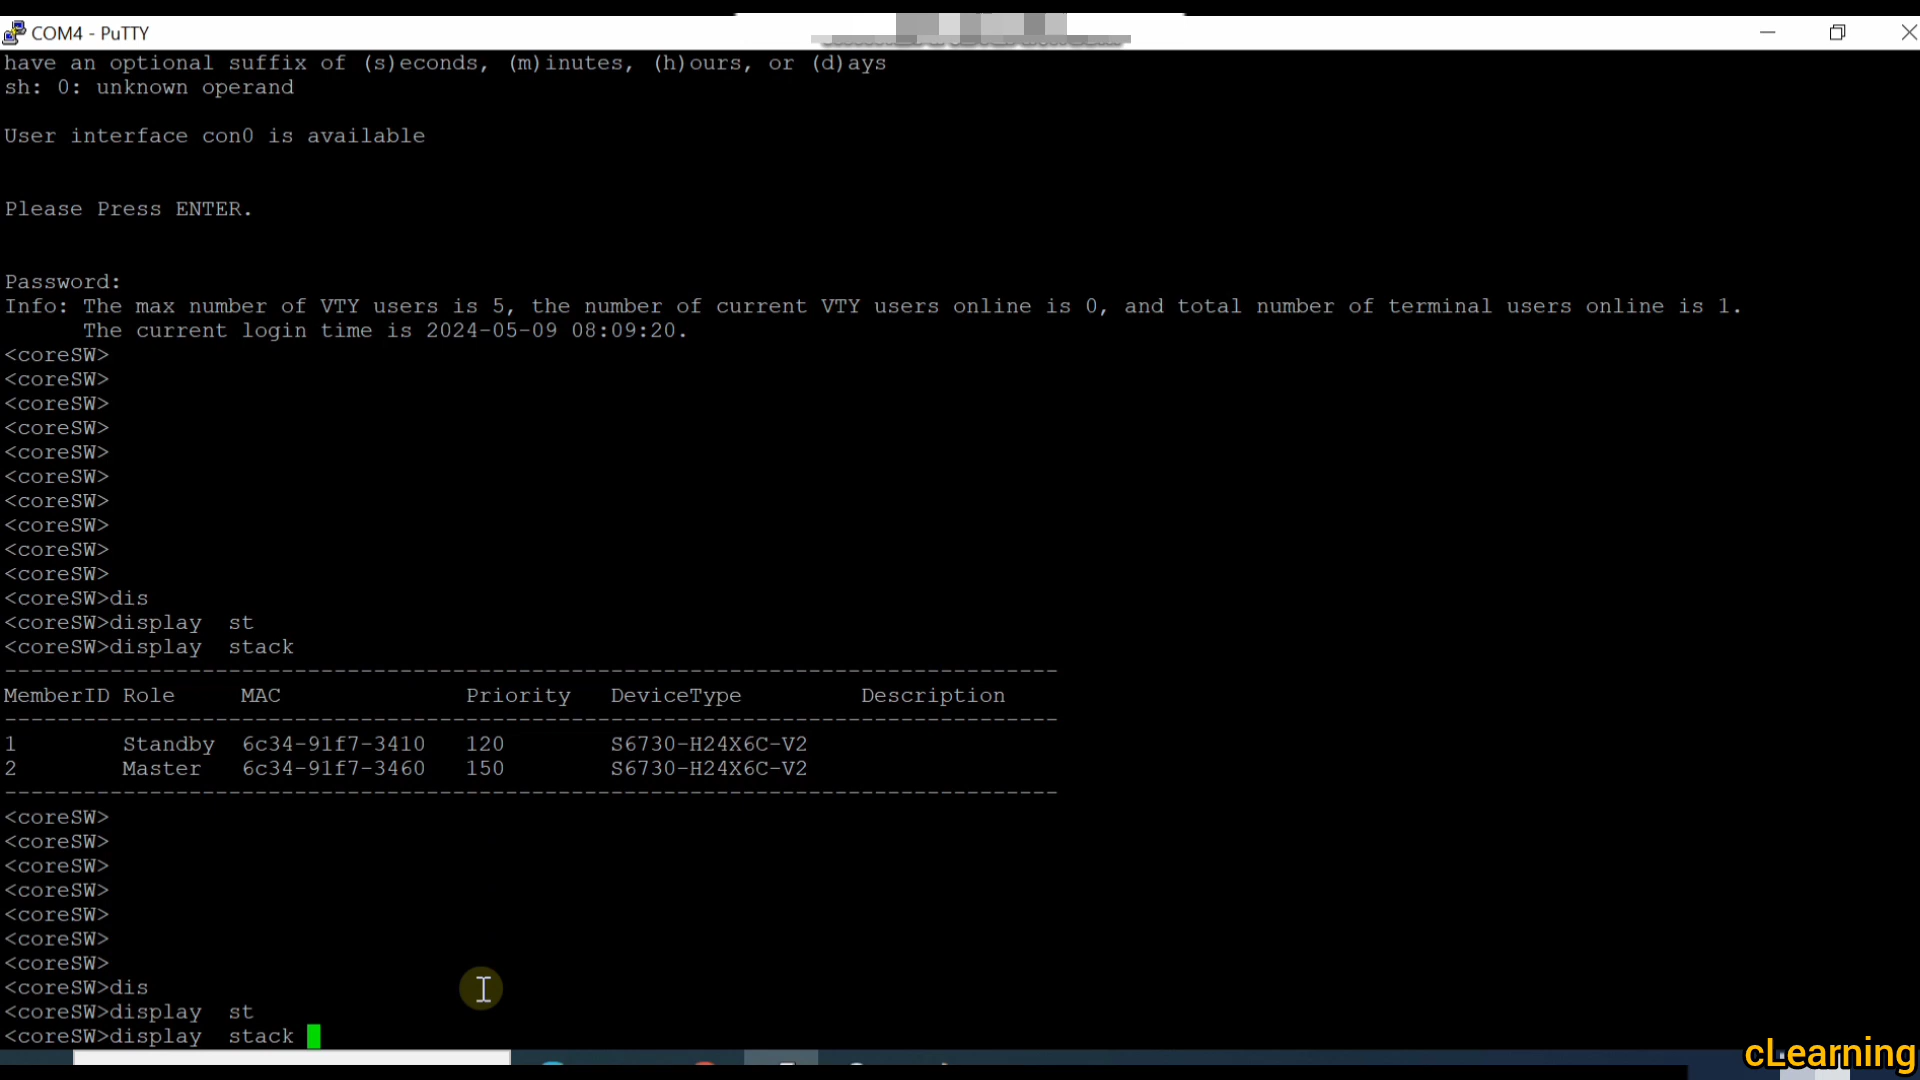 COM4 - PuTTY
have an optional suffix of (s)econds, (m)inutes, (h)ours, or (d)ays
sh: 0: unknown operand
User interface con0 is available
Please Press ENTER.
Password:
Info: The max number of VTY users is 5, the number of current VTY users online is 0, and total number of terminal users online is 1.
The current login time is 2024-05-09 08:09:20.
<coreSW>
<coreSW>
<coreSW>
<coreSW>
<coreSW>
<coreSW>
<coreSW>
<coreSW>
<coreSW>
<coreSW>
<coreSW>dis
<coreSW>display  st
<coreSW>display  stack
--------------------------------------------------------------------------------
MemberID Role     MAC              Priority   DeviceType         Description
--------------------------------------------------------------------------------
1        Standby  6c34-91f7-3410   120        S6730-H24X6C-V2
2        Master   6c34-91f7-3460   150        S6730-H24X6C-V2
--------------------------------------------------------------------------------
<coreSW>
<coreSW>
<coreSW>
<coreSW>
<coreSW>
<coreSW>
<coreSW>
<coreSW>dis
<coreSW>display  st
<coreSW>display  stack
cLearning